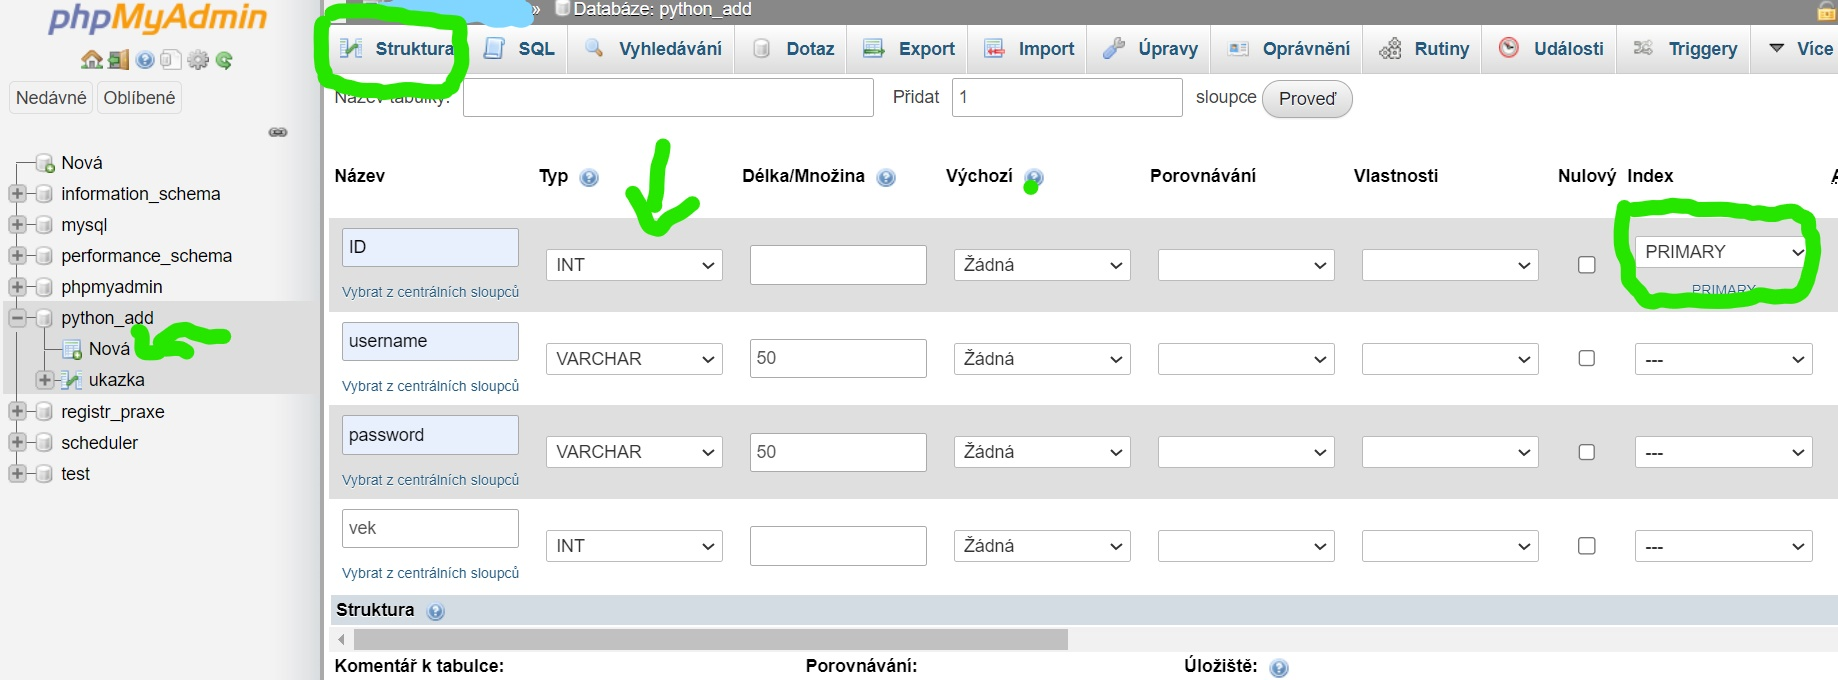 phpMyAdmin
Nedávné Oblíbené
Nová
information_schema
mysql
performance_schema
phpmyadmin
python_add
Nová
ukazka
registr_praxe
scheduler
test
» Databáze: python_add
Struktura SQL Vyhledávání Dotaz Export Import Úpravy Oprávnění Rutiny Události Triggery Více
Název tabulky: Přidat 1 sloupce Proveď
Název Typ Délka/Množina Výchozí Porovnávání Vlastnosti Nulový Index
ID INT Žádná PRIMARY
Vybrat z centrálních sloupců PRIMARY
username VARCHAR 50 Žádná ---
Vybrat z centrálních sloupců
password VARCHAR 50 Žádná ---
Vybrat z centrálních sloupců
vek INT Žádná ---
Vybrat z centrálních sloupců
Struktura
Komentář k tabulce: Porovnávání: Úložiště: